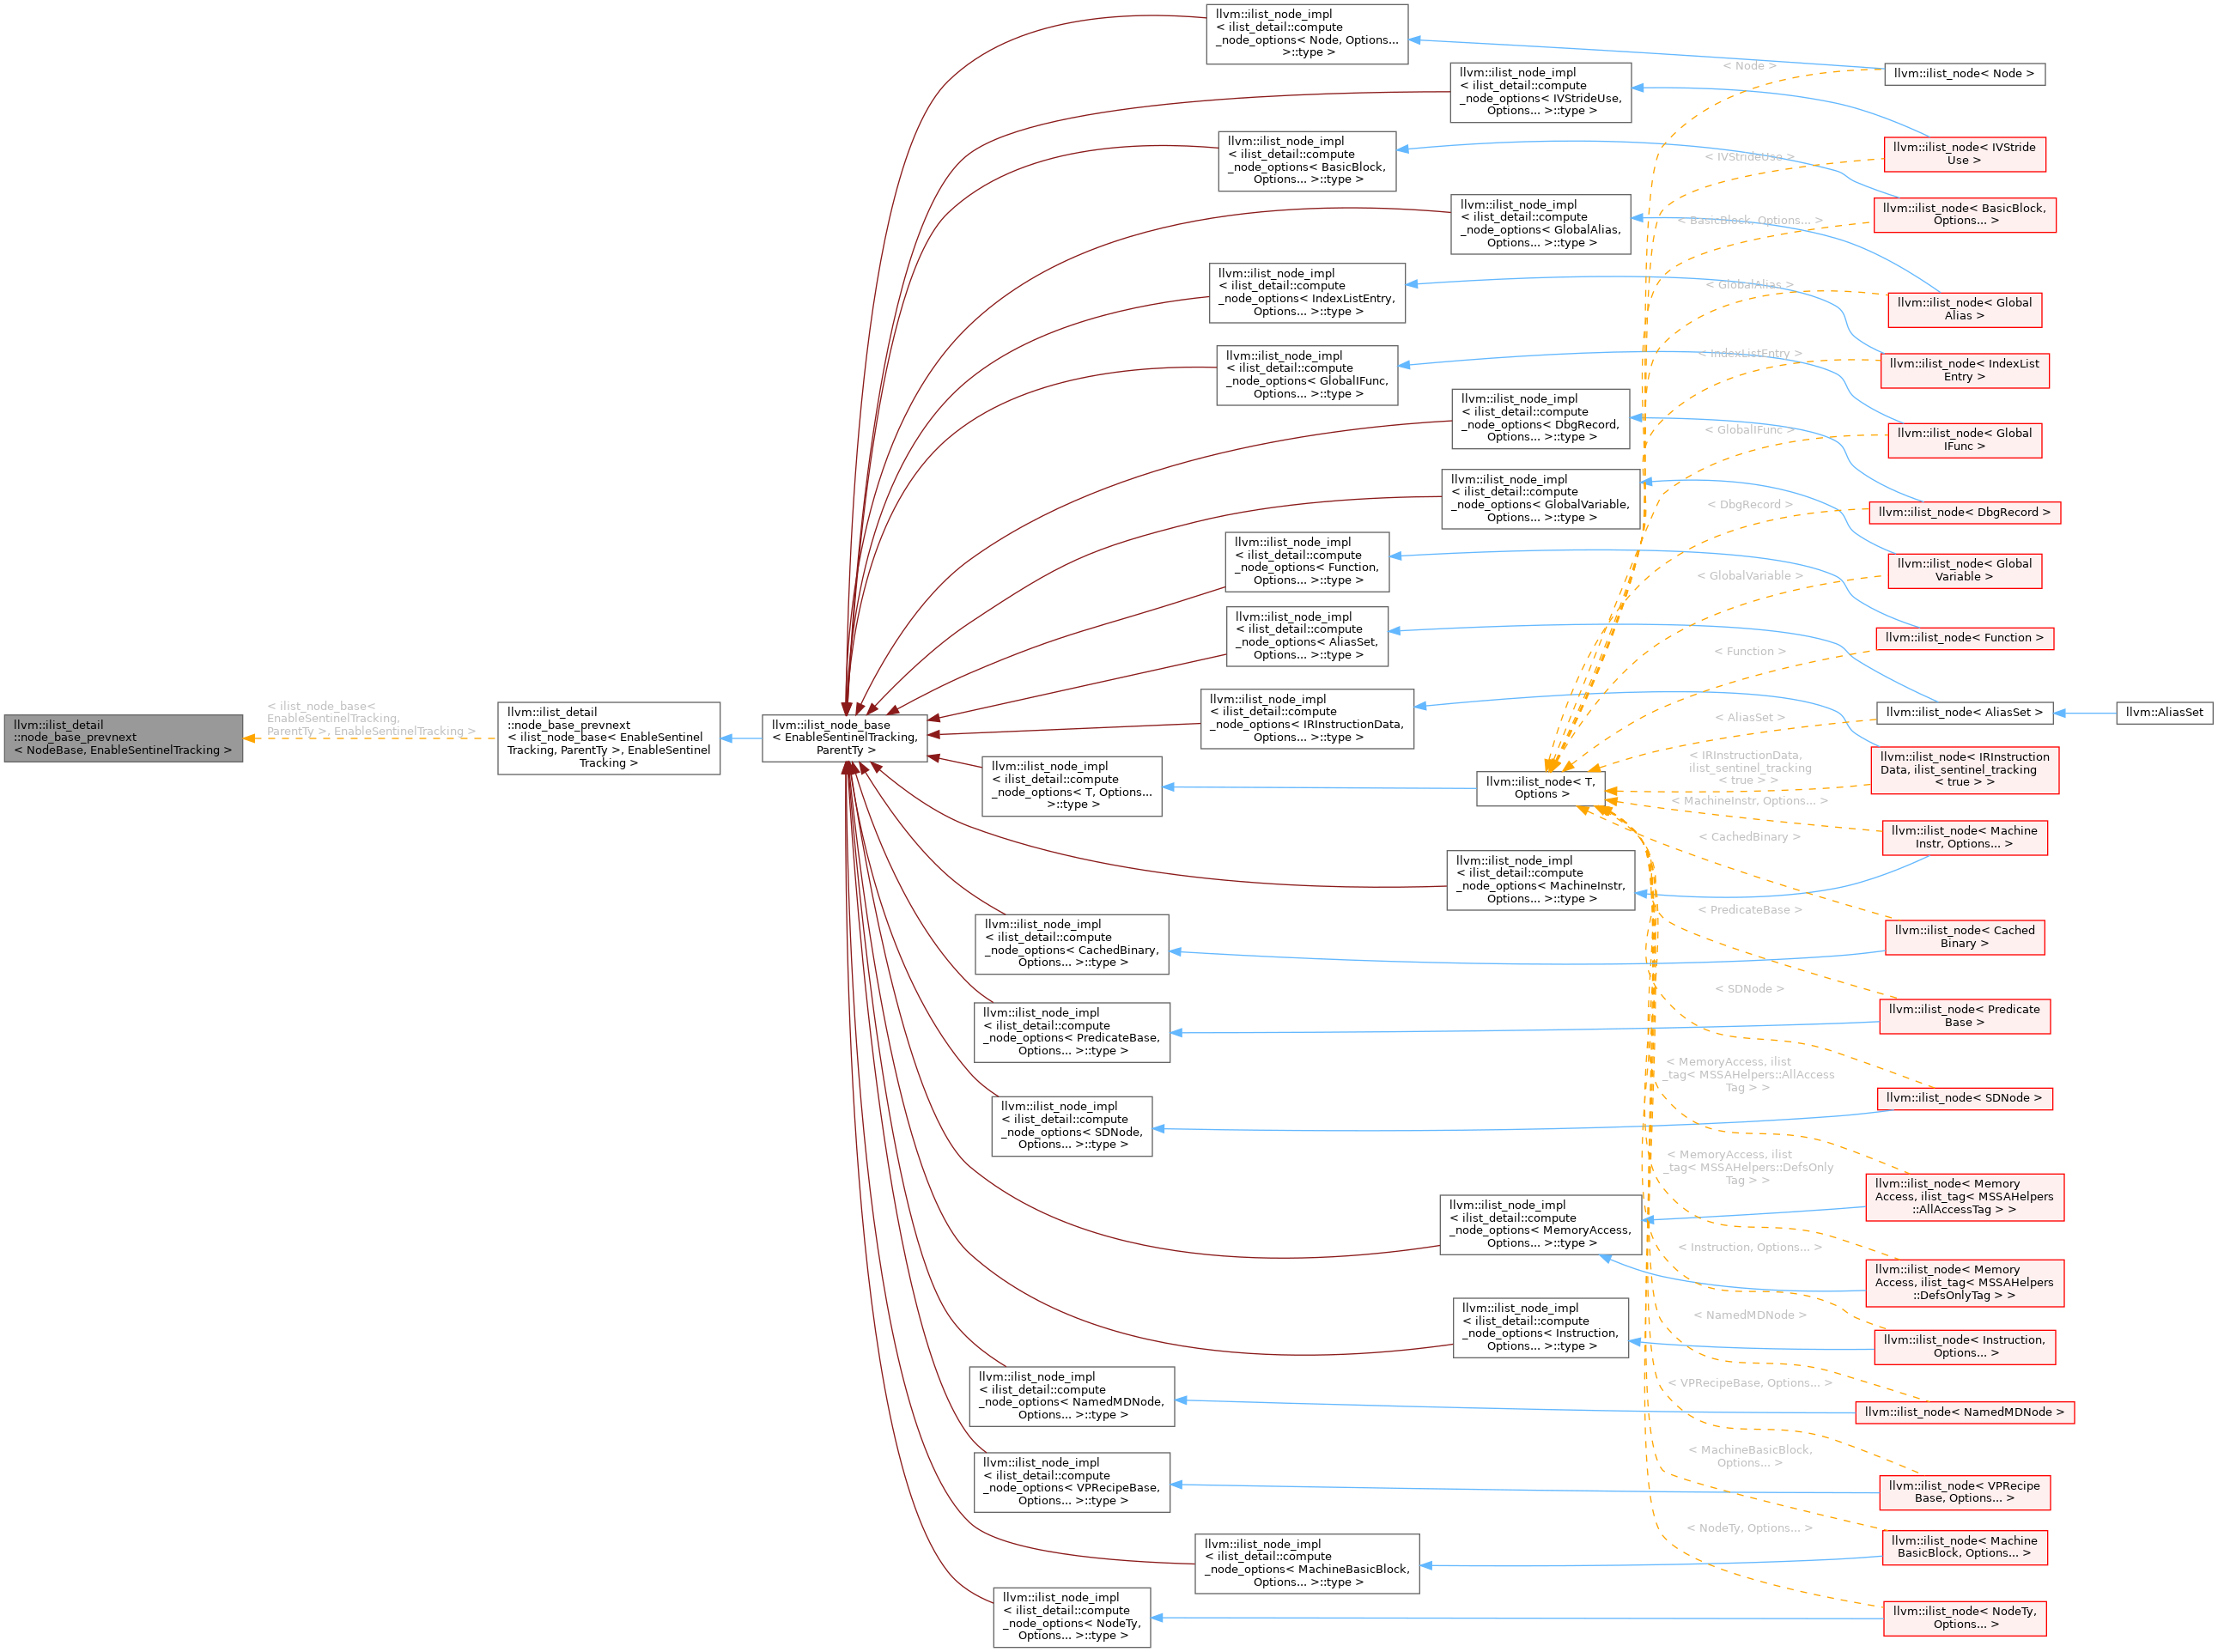 llvm::ilist_detail
::node_base_prevnext
< NodeBase, EnableSentinelTracking >
< ilist_node_base<
EnableSentinelTracking,
ParentTy >, EnableSentinelTracking >
llvm::ilist_detail
::node_base_prevnext
< ilist_node_base< EnableSentinel
Tracking, ParentTy >, EnableSentinel
Tracking >
llvm::ilist_node_base
< EnableSentinelTracking,
ParentTy >
llvm::ilist_node_impl
< ilist_detail::compute
_node_options< Node, Options...
>::type >
llvm::ilist_node_impl
< ilist_detail::compute
_node_options< IVStrideUse,
Options... >::type >
llvm::ilist_node_impl
< ilist_detail::compute
_node_options< BasicBlock,
Options... >::type >
llvm::ilist_node_impl
< ilist_detail::compute
_node_options< GlobalAlias,
Options... >::type >
llvm::ilist_node_impl
< ilist_detail::compute
_node_options< IndexListEntry,
Options... >::type >
llvm::ilist_node_impl
< ilist_detail::compute
_node_options< GlobalIFunc,
Options... >::type >
llvm::ilist_node_impl
< ilist_detail::compute
_node_options< DbgRecord,
Options... >::type >
llvm::ilist_node_impl
< ilist_detail::compute
_node_options< GlobalVariable,
Options... >::type >
llvm::ilist_node_impl
< ilist_detail::compute
_node_options< Function,
Options... >::type >
llvm::ilist_node_impl
< ilist_detail::compute
_node_options< AliasSet,
Options... >::type >
llvm::ilist_node_impl
< ilist_detail::compute
_node_options< IRInstructionData,
Options... >::type >
llvm::ilist_node_impl
< ilist_detail::compute
_node_options< T, Options...
>::type >
llvm::ilist_node_impl
< ilist_detail::compute
_node_options< MachineInstr,
Options... >::type >
llvm::ilist_node_impl
< ilist_detail::compute
_node_options< CachedBinary,
Options... >::type >
llvm::ilist_node_impl
< ilist_detail::compute
_node_options< PredicateBase,
Options... >::type >
llvm::ilist_node_impl
< ilist_detail::compute
_node_options< SDNode,
Options... >::type >
llvm::ilist_node_impl
< ilist_detail::compute
_node_options< MemoryAccess,
Options... >::type >
llvm::ilist_node_impl
< ilist_detail::compute
_node_options< Instruction,
Options... >::type >
llvm::ilist_node_impl
< ilist_detail::compute
_node_options< NamedMDNode,
Options... >::type >
llvm::ilist_node_impl
< ilist_detail::compute
_node_options< VPRecipeBase,
Options... >::type >
llvm::ilist_node_impl
< ilist_detail::compute
_node_options< MachineBasicBlock,
Options... >::type >
llvm::ilist_node_impl
< ilist_detail::compute
_node_options< NodeTy,
Options... >::type >
llvm::ilist_node< T,
Options >
< Node >
< IVStrideUse >
< BasicBlock, Options... >
< GlobalAlias >
< IndexListEntry >
< GlobalIFunc >
< DbgRecord >
< GlobalVariable >
< Function >
< AliasSet >
< IRInstructionData,
ilist_sentinel_tracking
< true > >
< MachineInstr, Options... >
< CachedBinary >
< PredicateBase >
< SDNode >
< MemoryAccess, ilist
_tag< MSSAHelpers::AllAccess
Tag > >
< MemoryAccess, ilist
_tag< MSSAHelpers::DefsOnly
Tag > >
< Instruction, Options... >
< NamedMDNode >
< VPRecipeBase, Options... >
< MachineBasicBlock,
Options... >
< NodeTy, Options... >
llvm::ilist_node< Node >
llvm::ilist_node< IVStride
Use >
llvm::ilist_node< BasicBlock,
Options... >
llvm::ilist_node< Global
Alias >
llvm::ilist_node< IndexList
Entry >
llvm::ilist_node< Global
IFunc >
llvm::ilist_node< DbgRecord >
llvm::ilist_node< Global
Variable >
llvm::ilist_node< Function >
llvm::ilist_node< AliasSet >
llvm::AliasSet
llvm::ilist_node< IRInstruction
Data, ilist_sentinel_tracking
< true > >
llvm::ilist_node< Machine
Instr, Options... >
llvm::ilist_node< Cached
Binary >
llvm::ilist_node< Predicate
Base >
llvm::ilist_node< SDNode >
llvm::ilist_node< Memory
Access, ilist_tag< MSSAHelpers
::AllAccessTag > >
llvm::ilist_node< Memory
Access, ilist_tag< MSSAHelpers
::DefsOnlyTag > >
llvm::ilist_node< Instruction,
Options... >
llvm::ilist_node< NamedMDNode >
llvm::ilist_node< VPRecipe
Base, Options... >
llvm::ilist_node< Machine
BasicBlock, Options... >
llvm::ilist_node< NodeTy,
Options... >